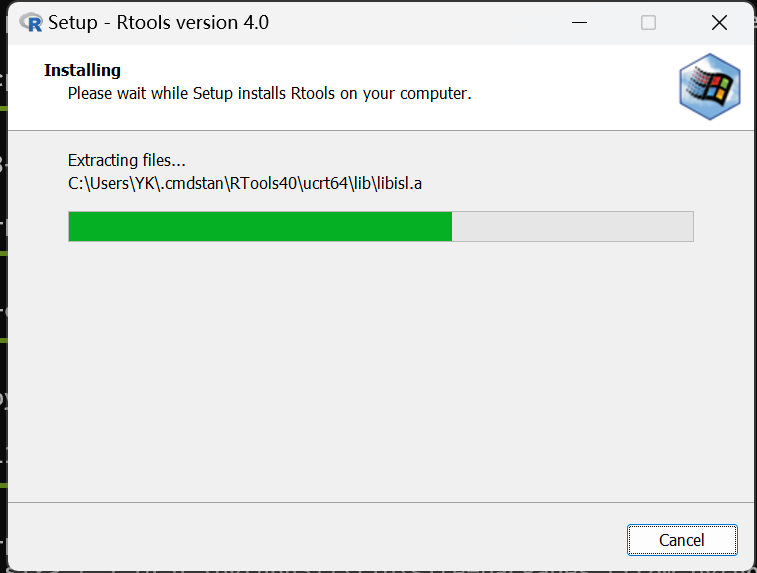 Setup - Rtools version 4.0
Installing
Please wait while Setup installs Rtools on your computer.
Extracting files...
C:\Users\YK\.cmdstan\RTools40\ucrt64\lib\libisl.a
Cancel